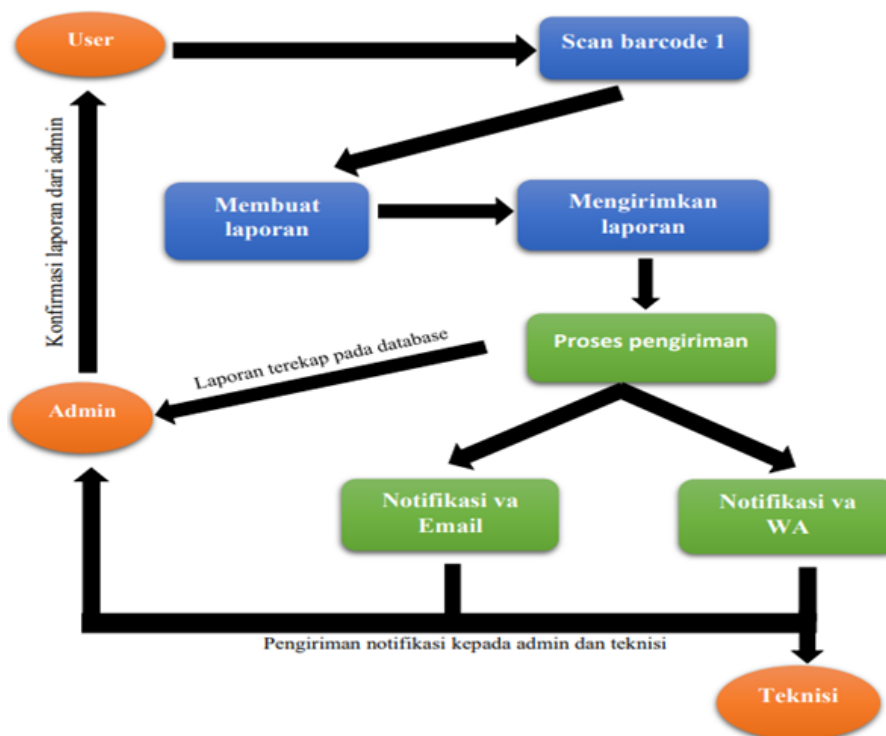 User
Scan barcode 1
Konfirmasi laporan dari admin
Membuat
laporan
Mengirimkan
laporan
Proses pengiriman
Laporan terekap pada database
Admin
Notifikasi va
Email
Notifikasi va
WA
Pengiriman notifikasi kepada admin dan teknisi
Teknisi